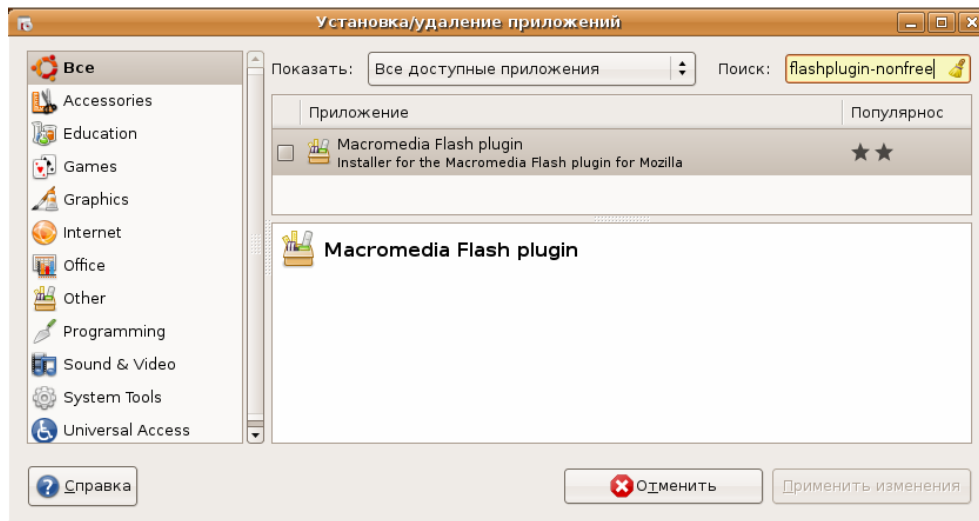 Установка/удаление приложений
Все
Accessories
Education
Games
Graphics
Internet
Office
Other
Programming
Sound & Video
System Tools
Universal Access
Показать: Все доступные приложения Поиск: flashplugin-nonfree
Приложение Популярнос
Macromedia Flash plugin
Installer for the Macromedia Flash plugin for Mozilla
Macromedia Flash plugin
Справка Отменить Применить изменения